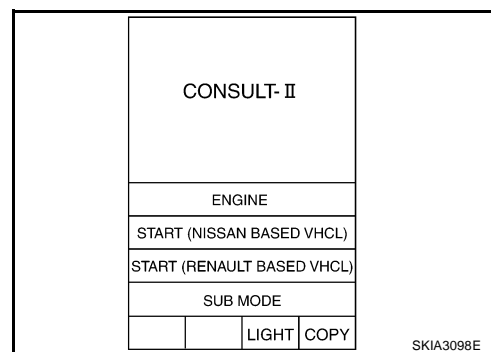 CONSULT-Ⅱ
ENGINE
START (NISSAN BASED VHCL)
START (RENAULT BASED VHCL)
SUB MODE
LIGHT COPY
SKIA3098E